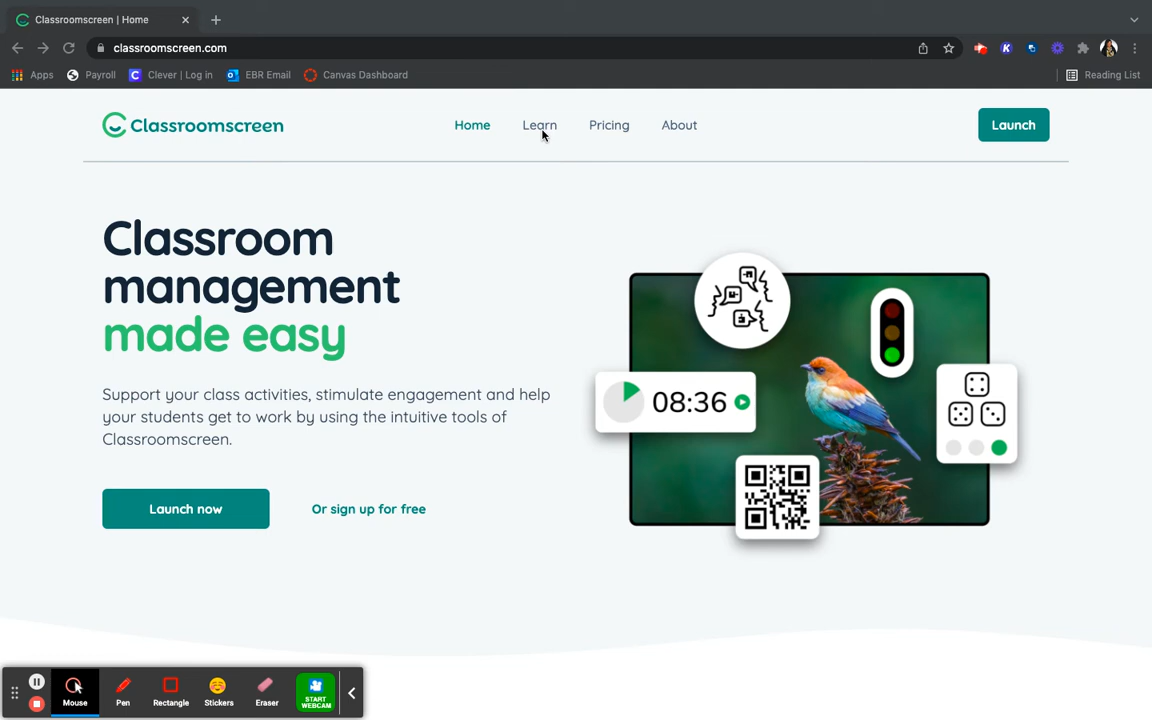 Classroomscreen | Home
classroomscreen.com
Apps Payroll Clever | Log in EBR Email Canvas Dashboard Reading List
Classroomscreen Home Learn Pricing About Launch
Classroom
management
made easy
Support your class activities, stimulate engagement and help
your students get to work by using the intuitive tools of
Classroomscreen.
Launch now Or sign up for free
08:36
Mouse Pen Rectangle Stickers Eraser START
WEBCAM